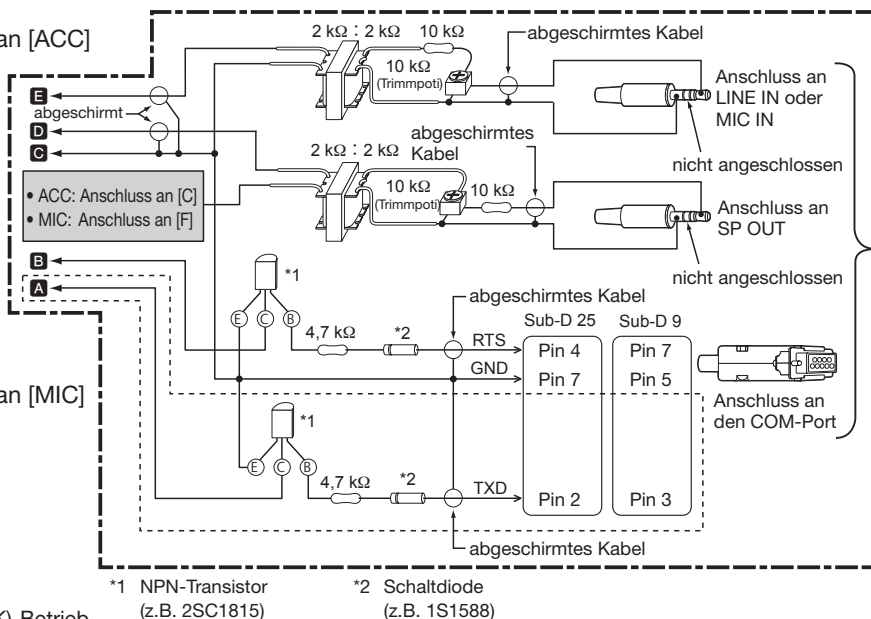 an [ACC]
2 kΩ : 2 kΩ 10 kΩ
abgeschirmtes Kabel
10 kΩ
(Trimmpoti)
Anschluss an
LINE IN oder
MIC IN
nicht angeschlossen
E
abgeschirmt
D
C
2 kΩ : 2 kΩ
abgeschirmtes
Kabel
10 kΩ
(Trimmpoti)
10 kΩ
• ACC: Anschluss an [C]
• MIC: Anschluss an [F]
Anschluss an
SP OUT
nicht angeschlossen
B
A
*1
E C B
4,7 kΩ
*2
abgeschirmtes Kabel
RTS
GND
Sub-D 25 Sub-D 9
Pin 4 Pin 7
Pin 7 Pin 5
Anschluss an
den COM-Port
an [MIC]
*1
E C B
4,7 kΩ
*2
TXD
Pin 2 Pin 3
abgeschirmtes Kabel
*1 NPN-Transistor
(z.B. 2SC1815)
*2 Schaltdiode
(z.B. 1S1588)
K)-Betrieb